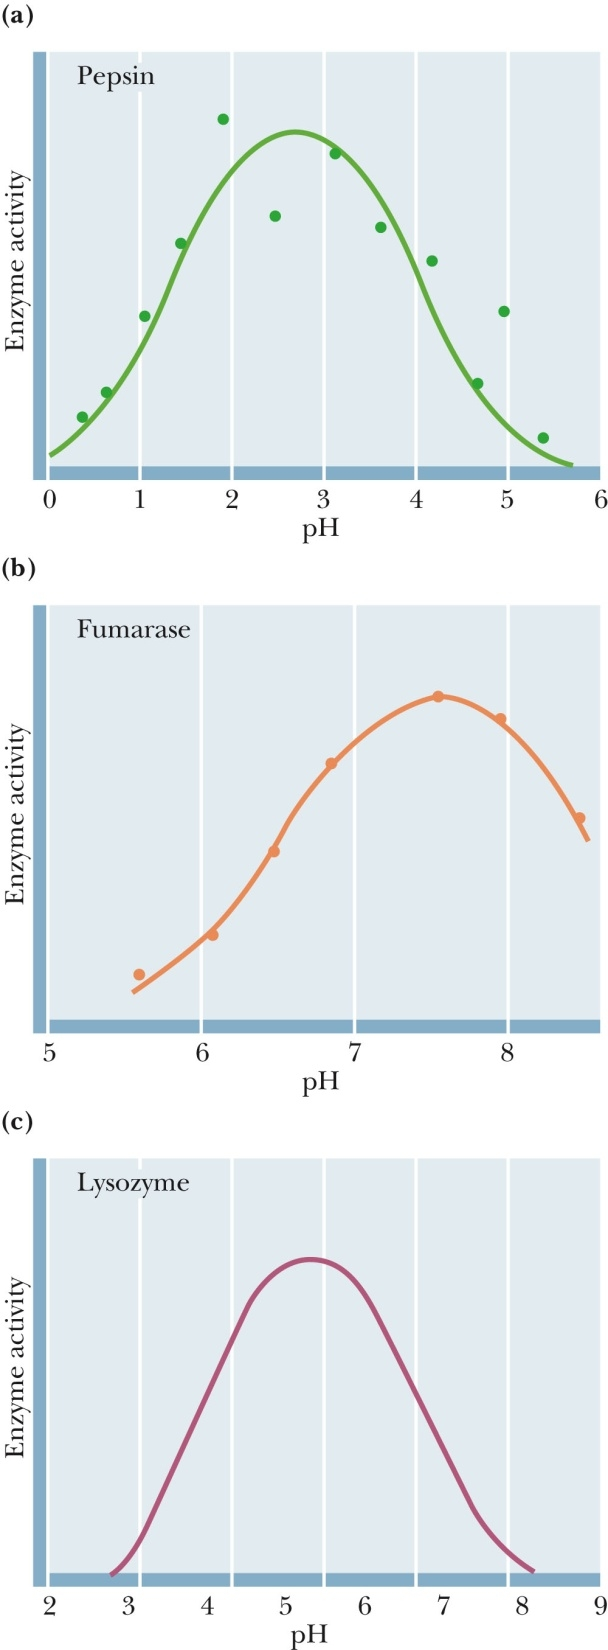 (a)
Pepsin
Enzyme activity
0 1 2 3 4 5 6
pH
(b)
Fumarase
Enzyme activity
5 6 7 8
pH
(c)
Lysozyme
Enzyme activity
2 3 4 5 6 7 8 9
pH